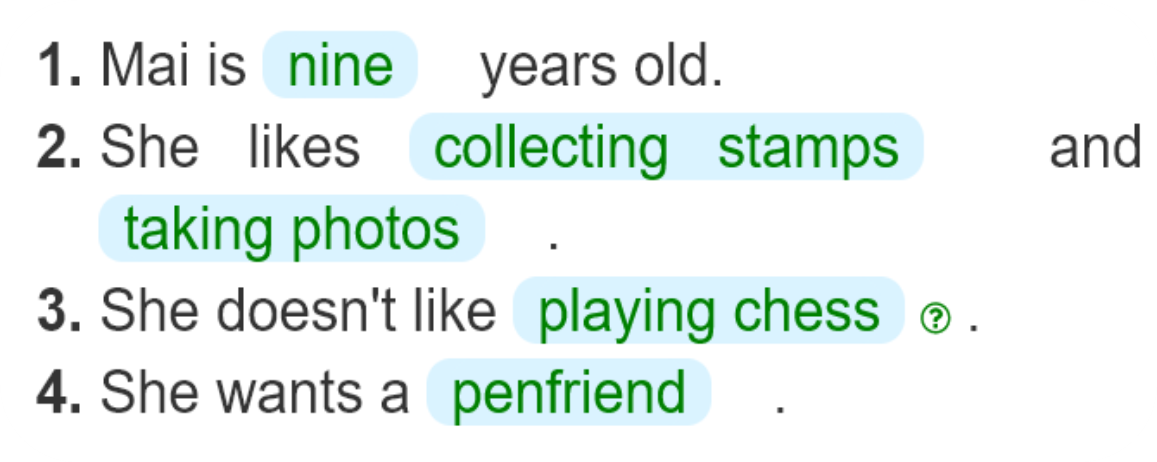 1. Mai is nine years old.
2. She likes collecting stamps and
taking photos .
3. She doesn't like playing chess ? .
4. She wants a penfriend .